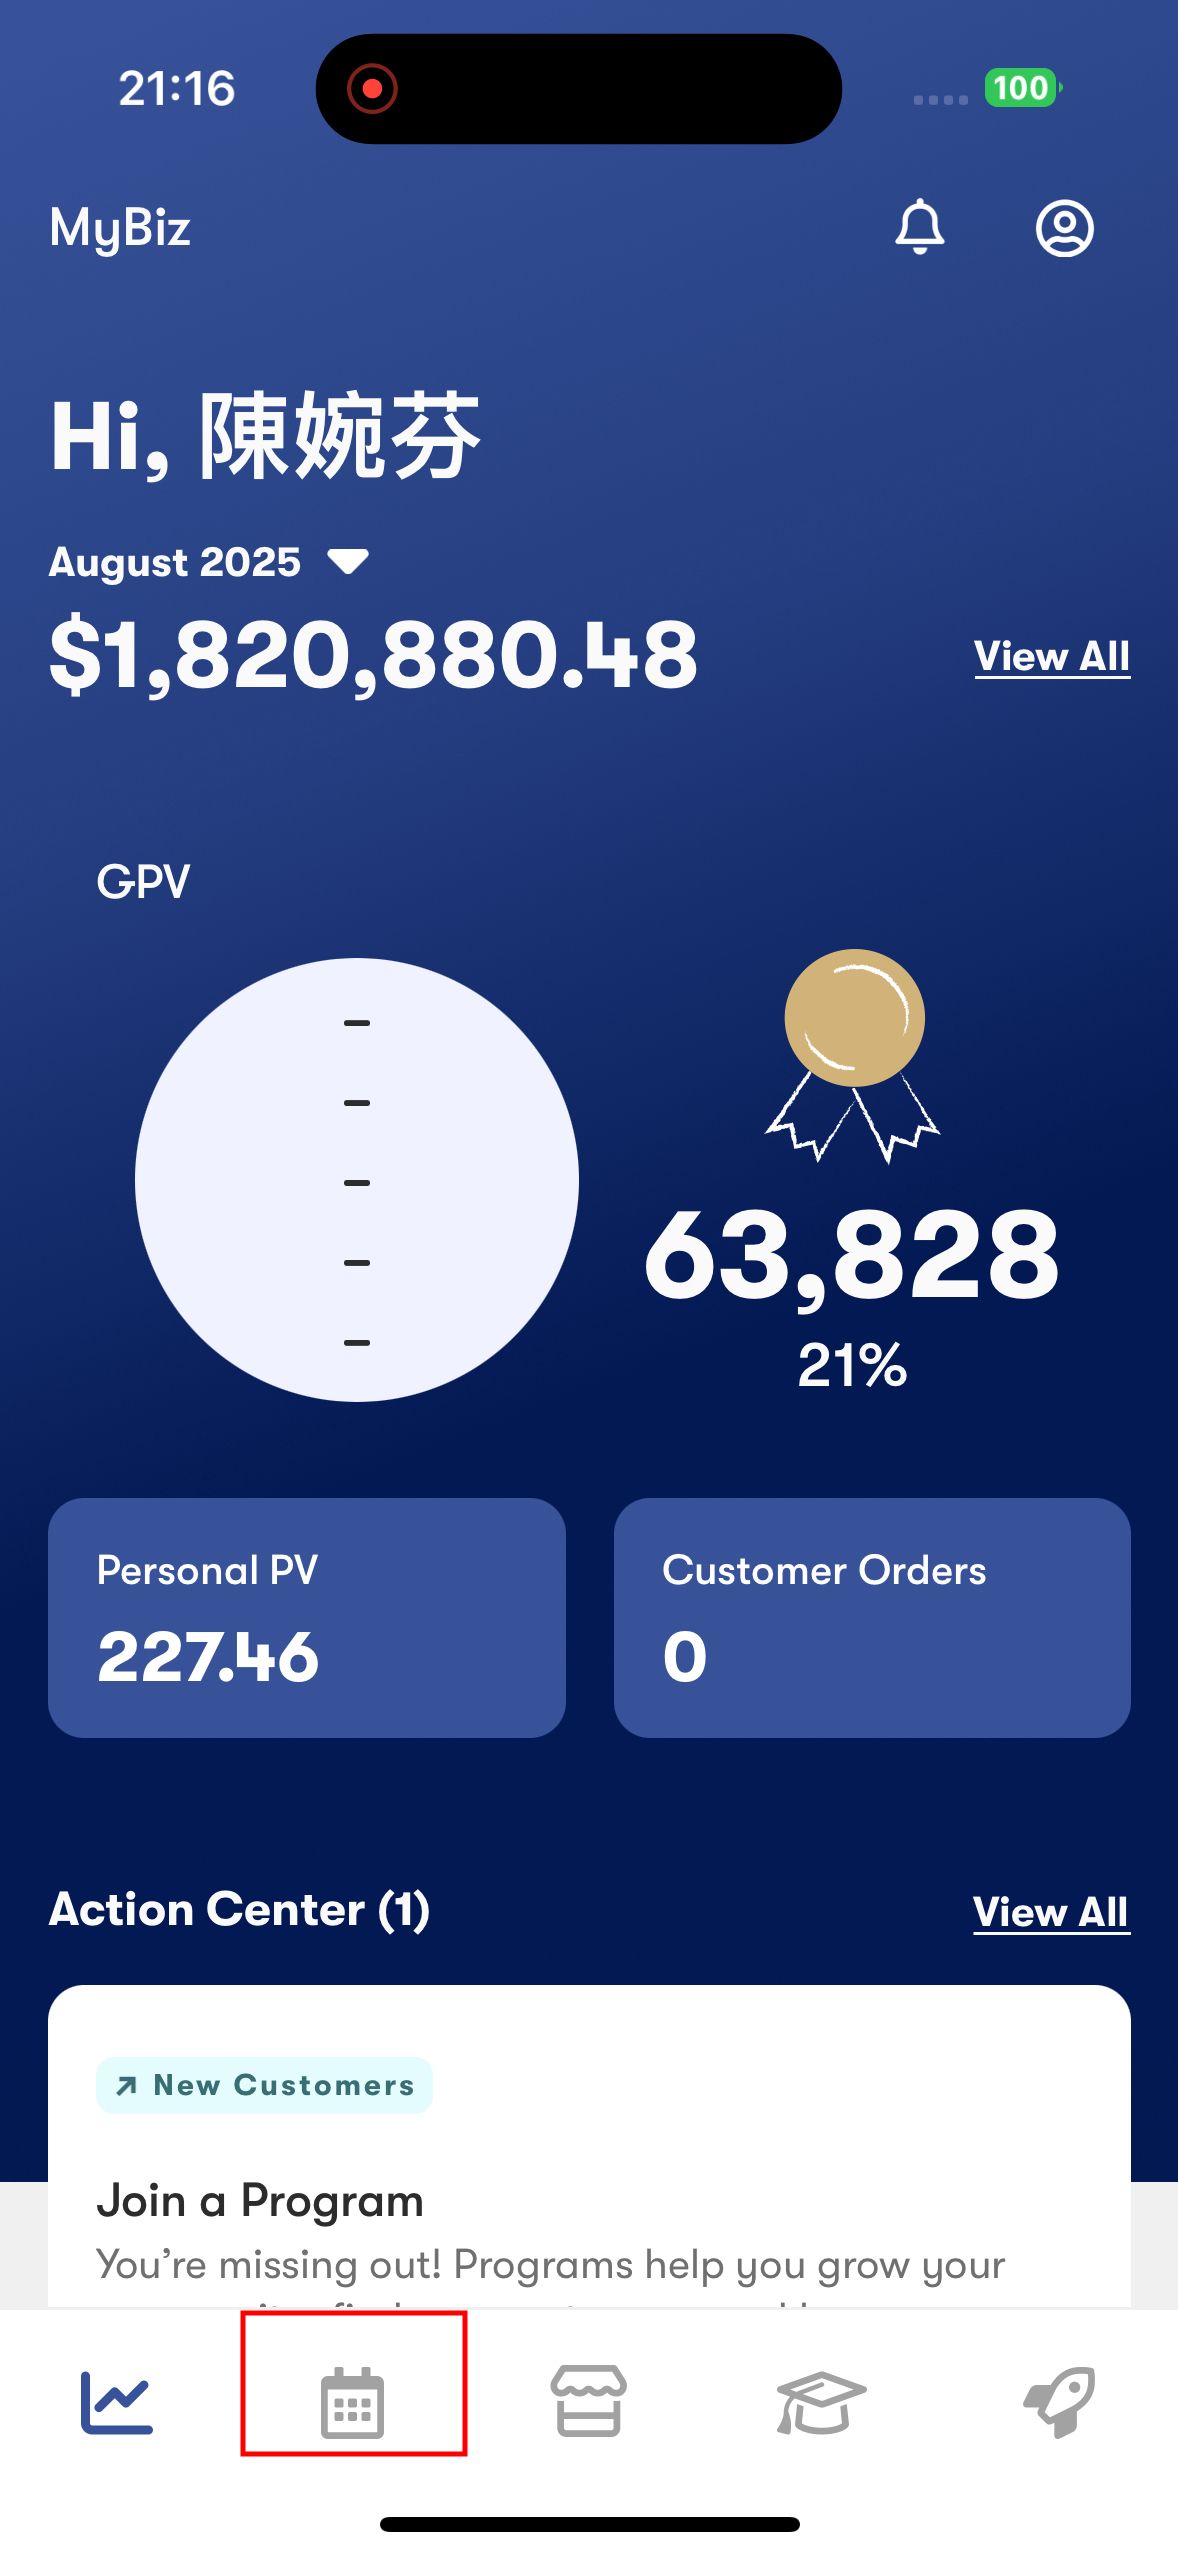 21:16
100
MyBiz
Hi, 陳婉芬
August 2025
$1,820,880.48
View All
GPV
63,828
21%
Personal PV
227.46
Customer Orders
0
Action Center (1)
View All
New Customers
Join a Program
You're missing out! Programs help you grow your